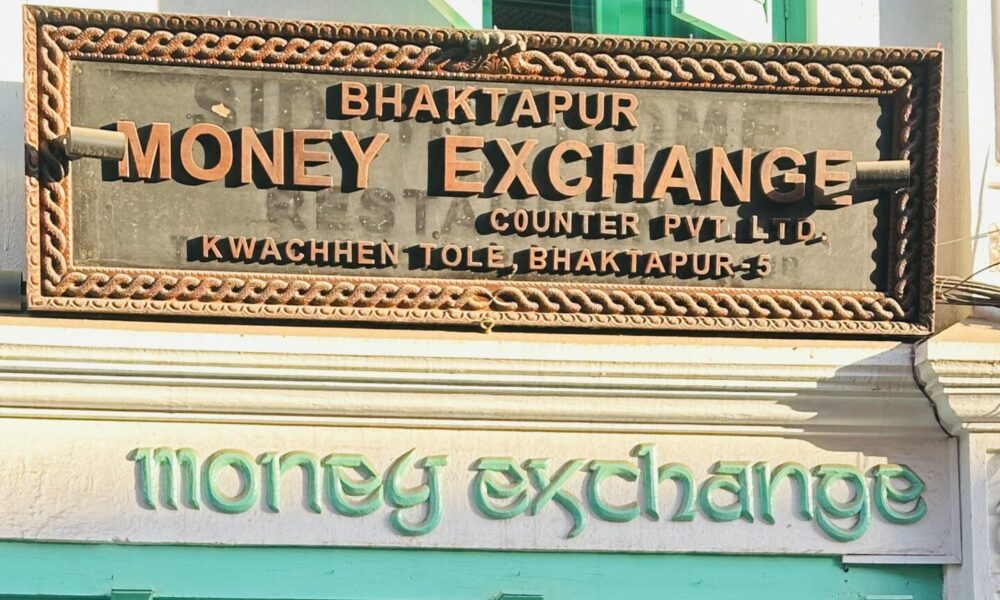 BHAKTAPUR
MONEY EXCHANGE
COUNTER PVT. LTD.
KWACHHEN TOLE, BHAKTAPUR-5
money exchange